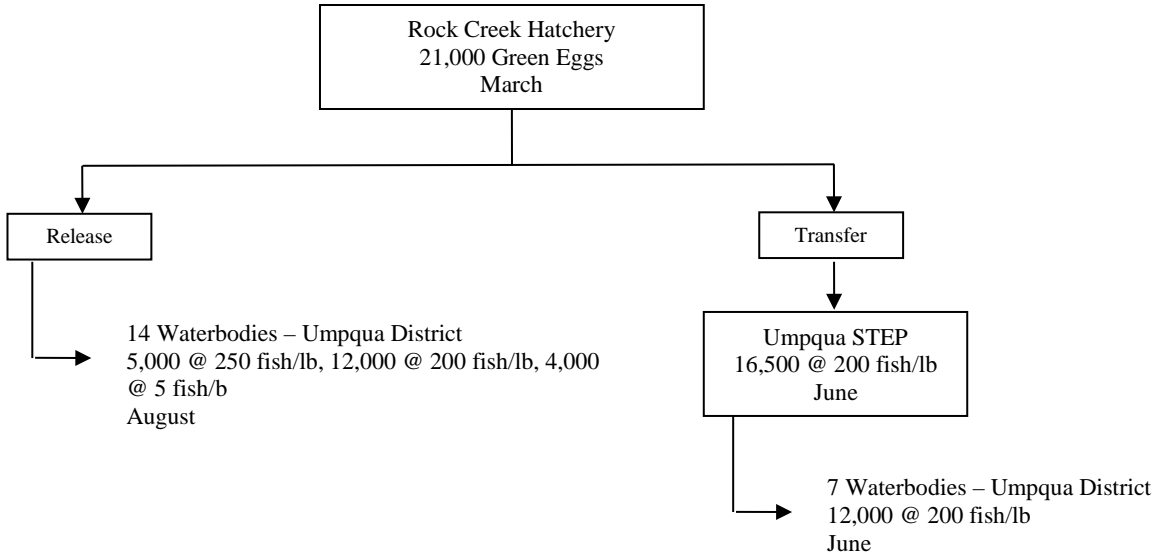 Rock Creek Hatchery
21,000 Green Eggs
March
Release
Transfer
14 Waterbodies – Umpqua District
5,000 @ 250 fish/lb, 12,000 @ 200 fish/lb, 4,000
@ 5 fish/b
August
Umpqua STEP
16,500 @ 200 fish/lb
June
7 Waterbodies – Umpqua District
12,000 @ 200 fish/lb
June